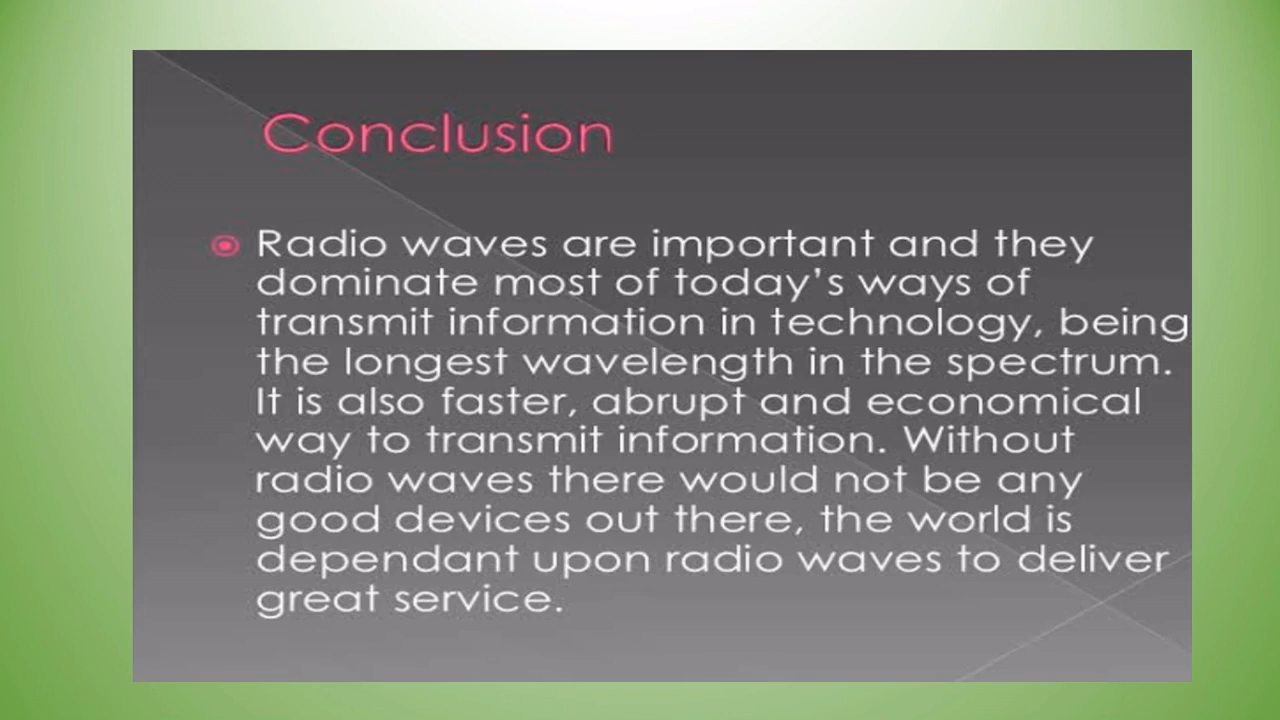 Conclusion
Radio waves are important and they
dominate most of today's ways of
transmit information in technology, being
the longest wavelength in the spectrum.
It is also faster, abrupt and economical
way to transmit information. Without
radio waves there would not be any
good devices out there, the world is
dependant upon radio waves to deliver
great service.